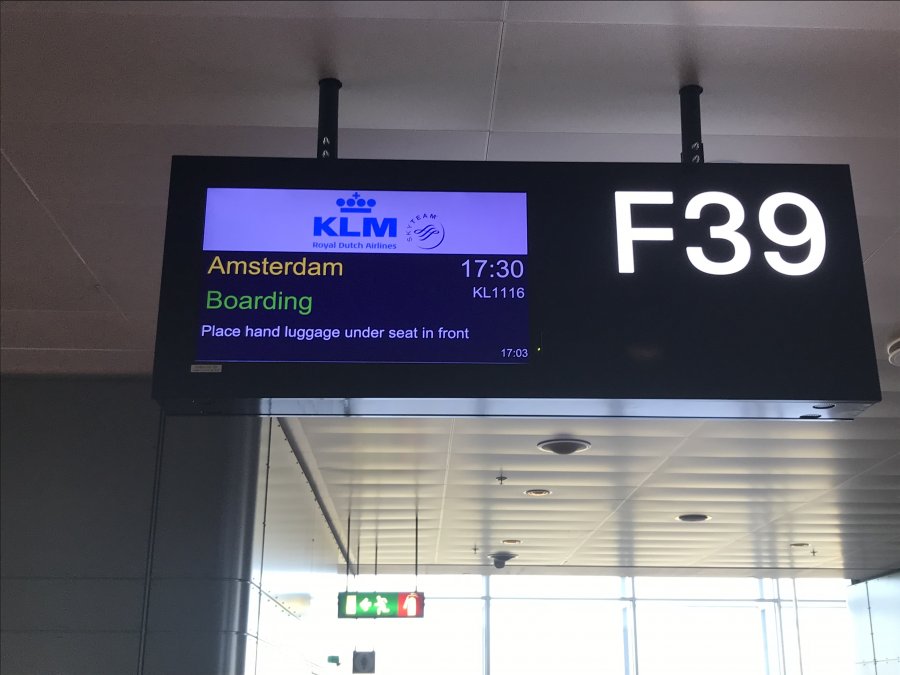 KLM
Royal Dutch Airlines
SKYTEAM
Amsterdam 17:30
KL1116
Boarding
Place hand luggage under seat in front
17:03
F39